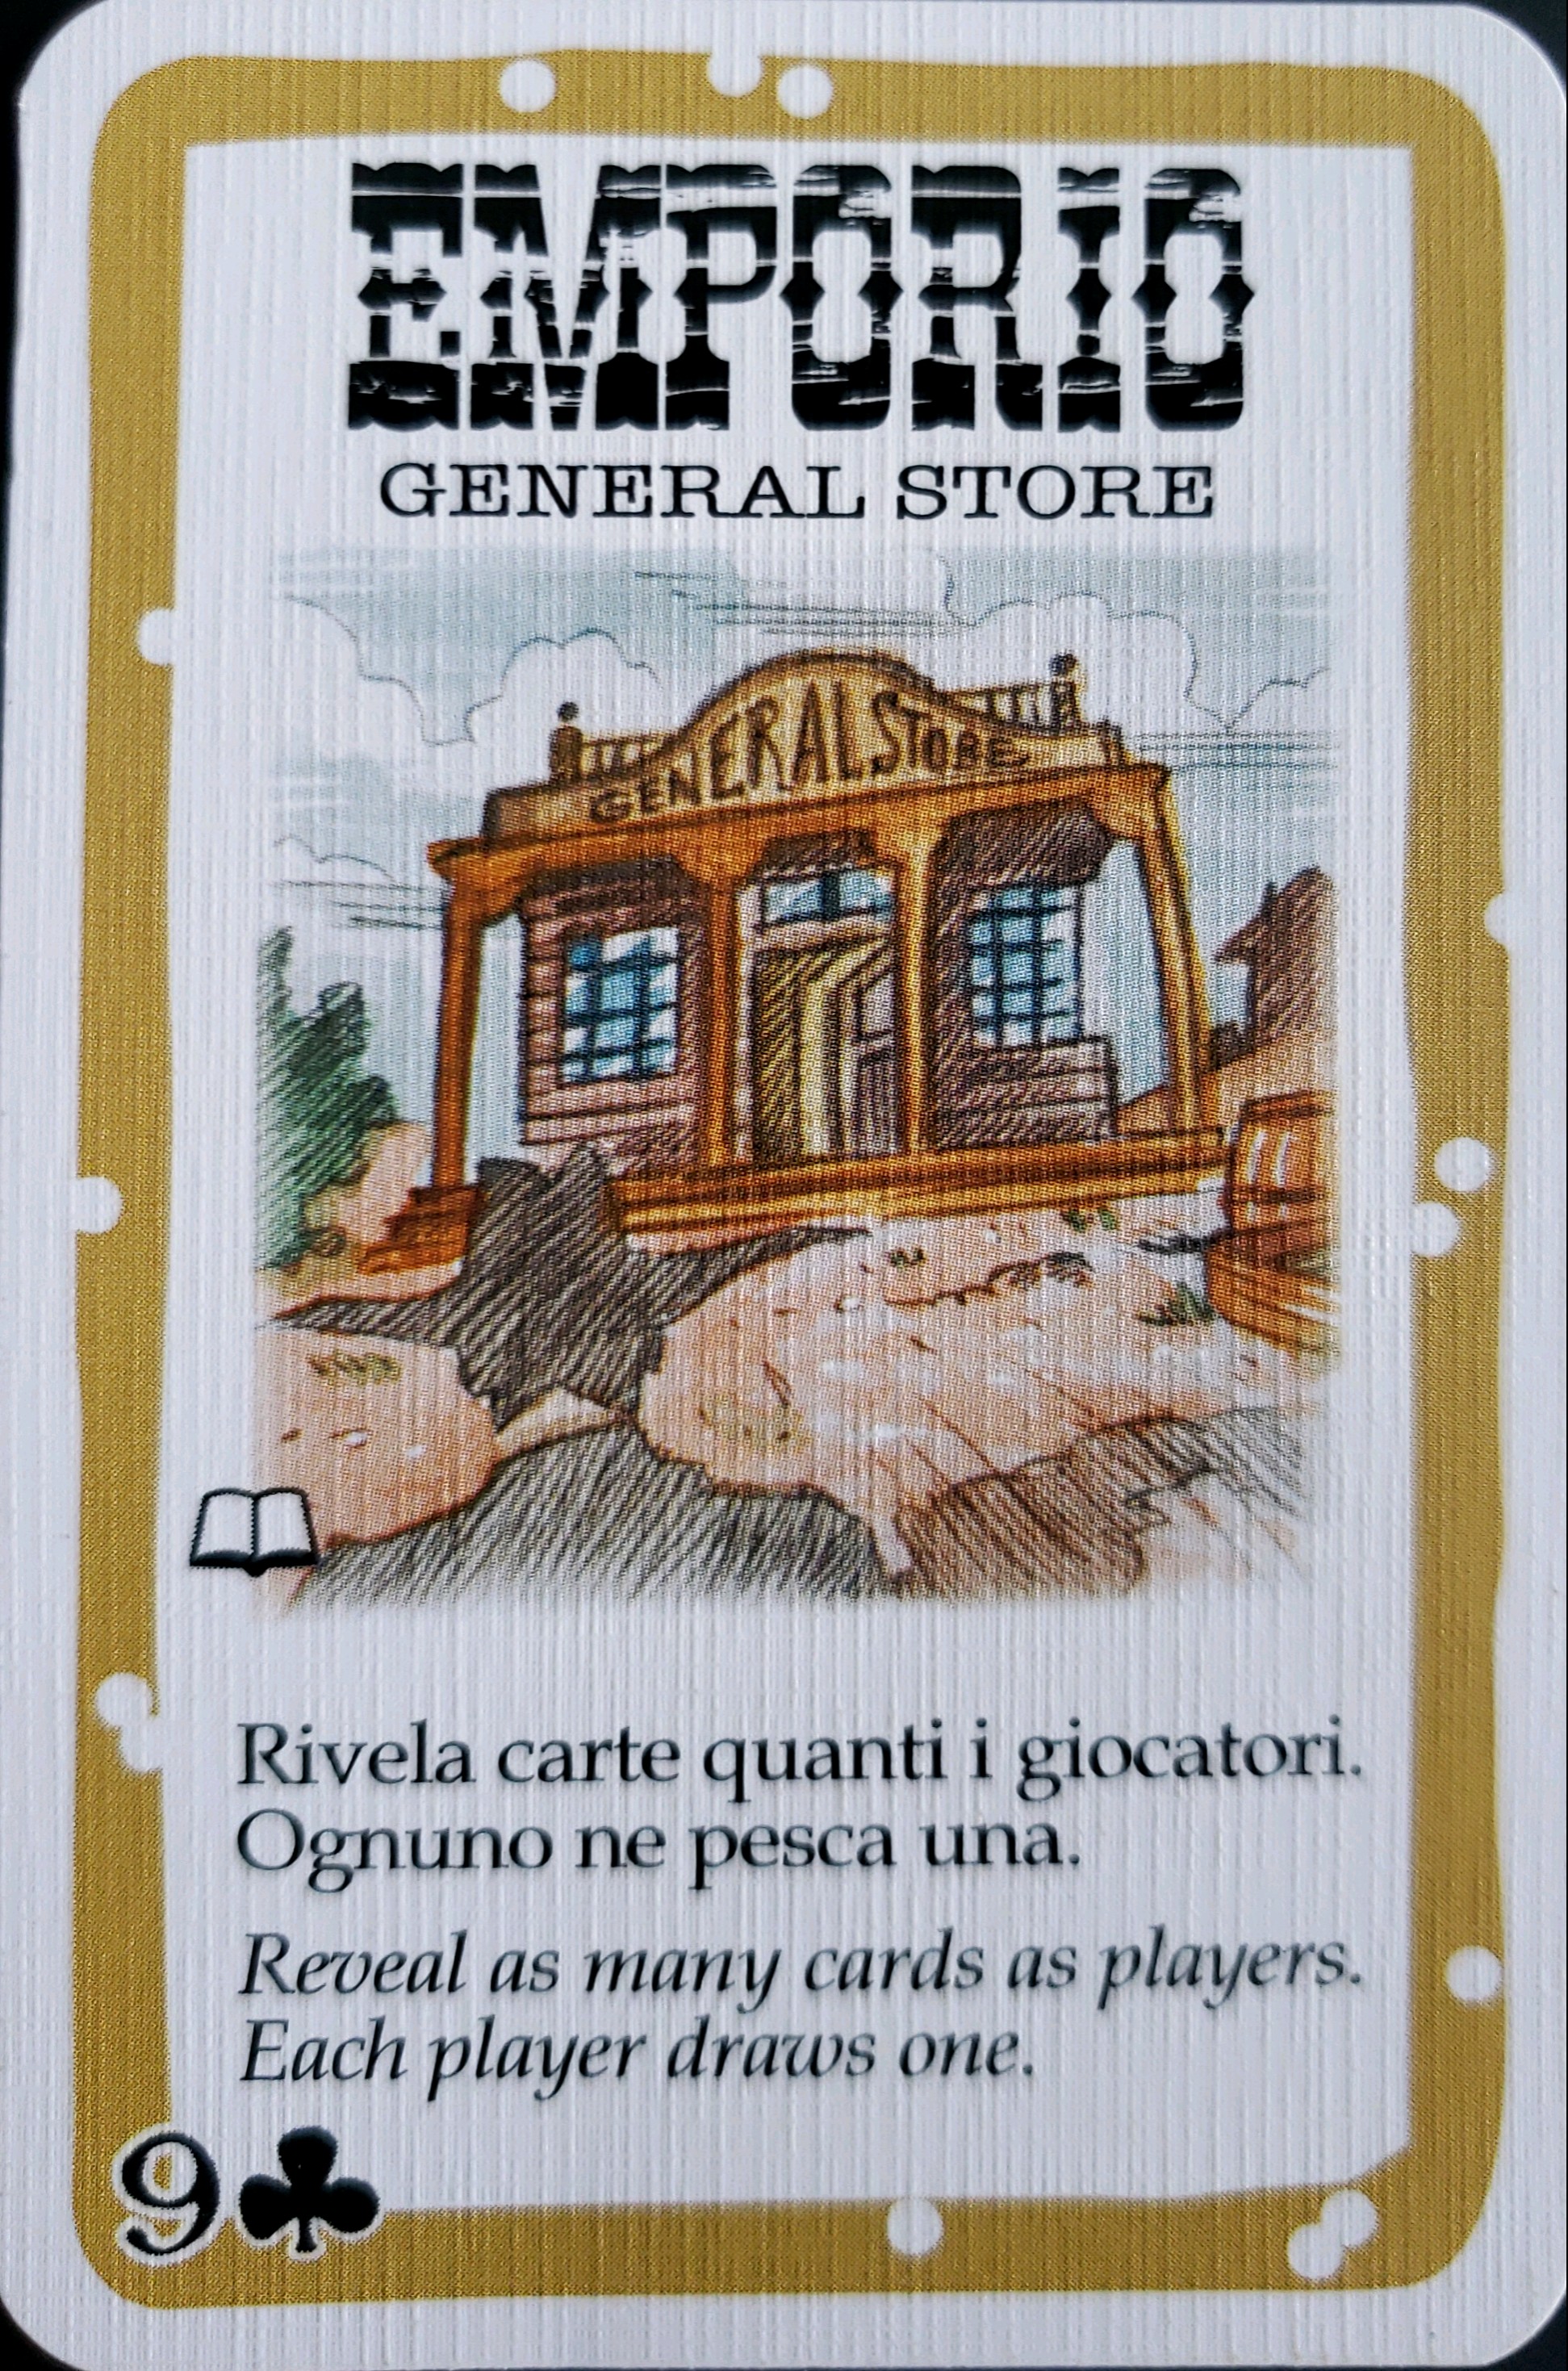 EMPORIO
GENERAL STORE
GENERAL STORE
Rivela carte quanti i giocatori.
Ognuno ne pesca una.
Reveal as many cards as players.
Each player draws one.
9♣